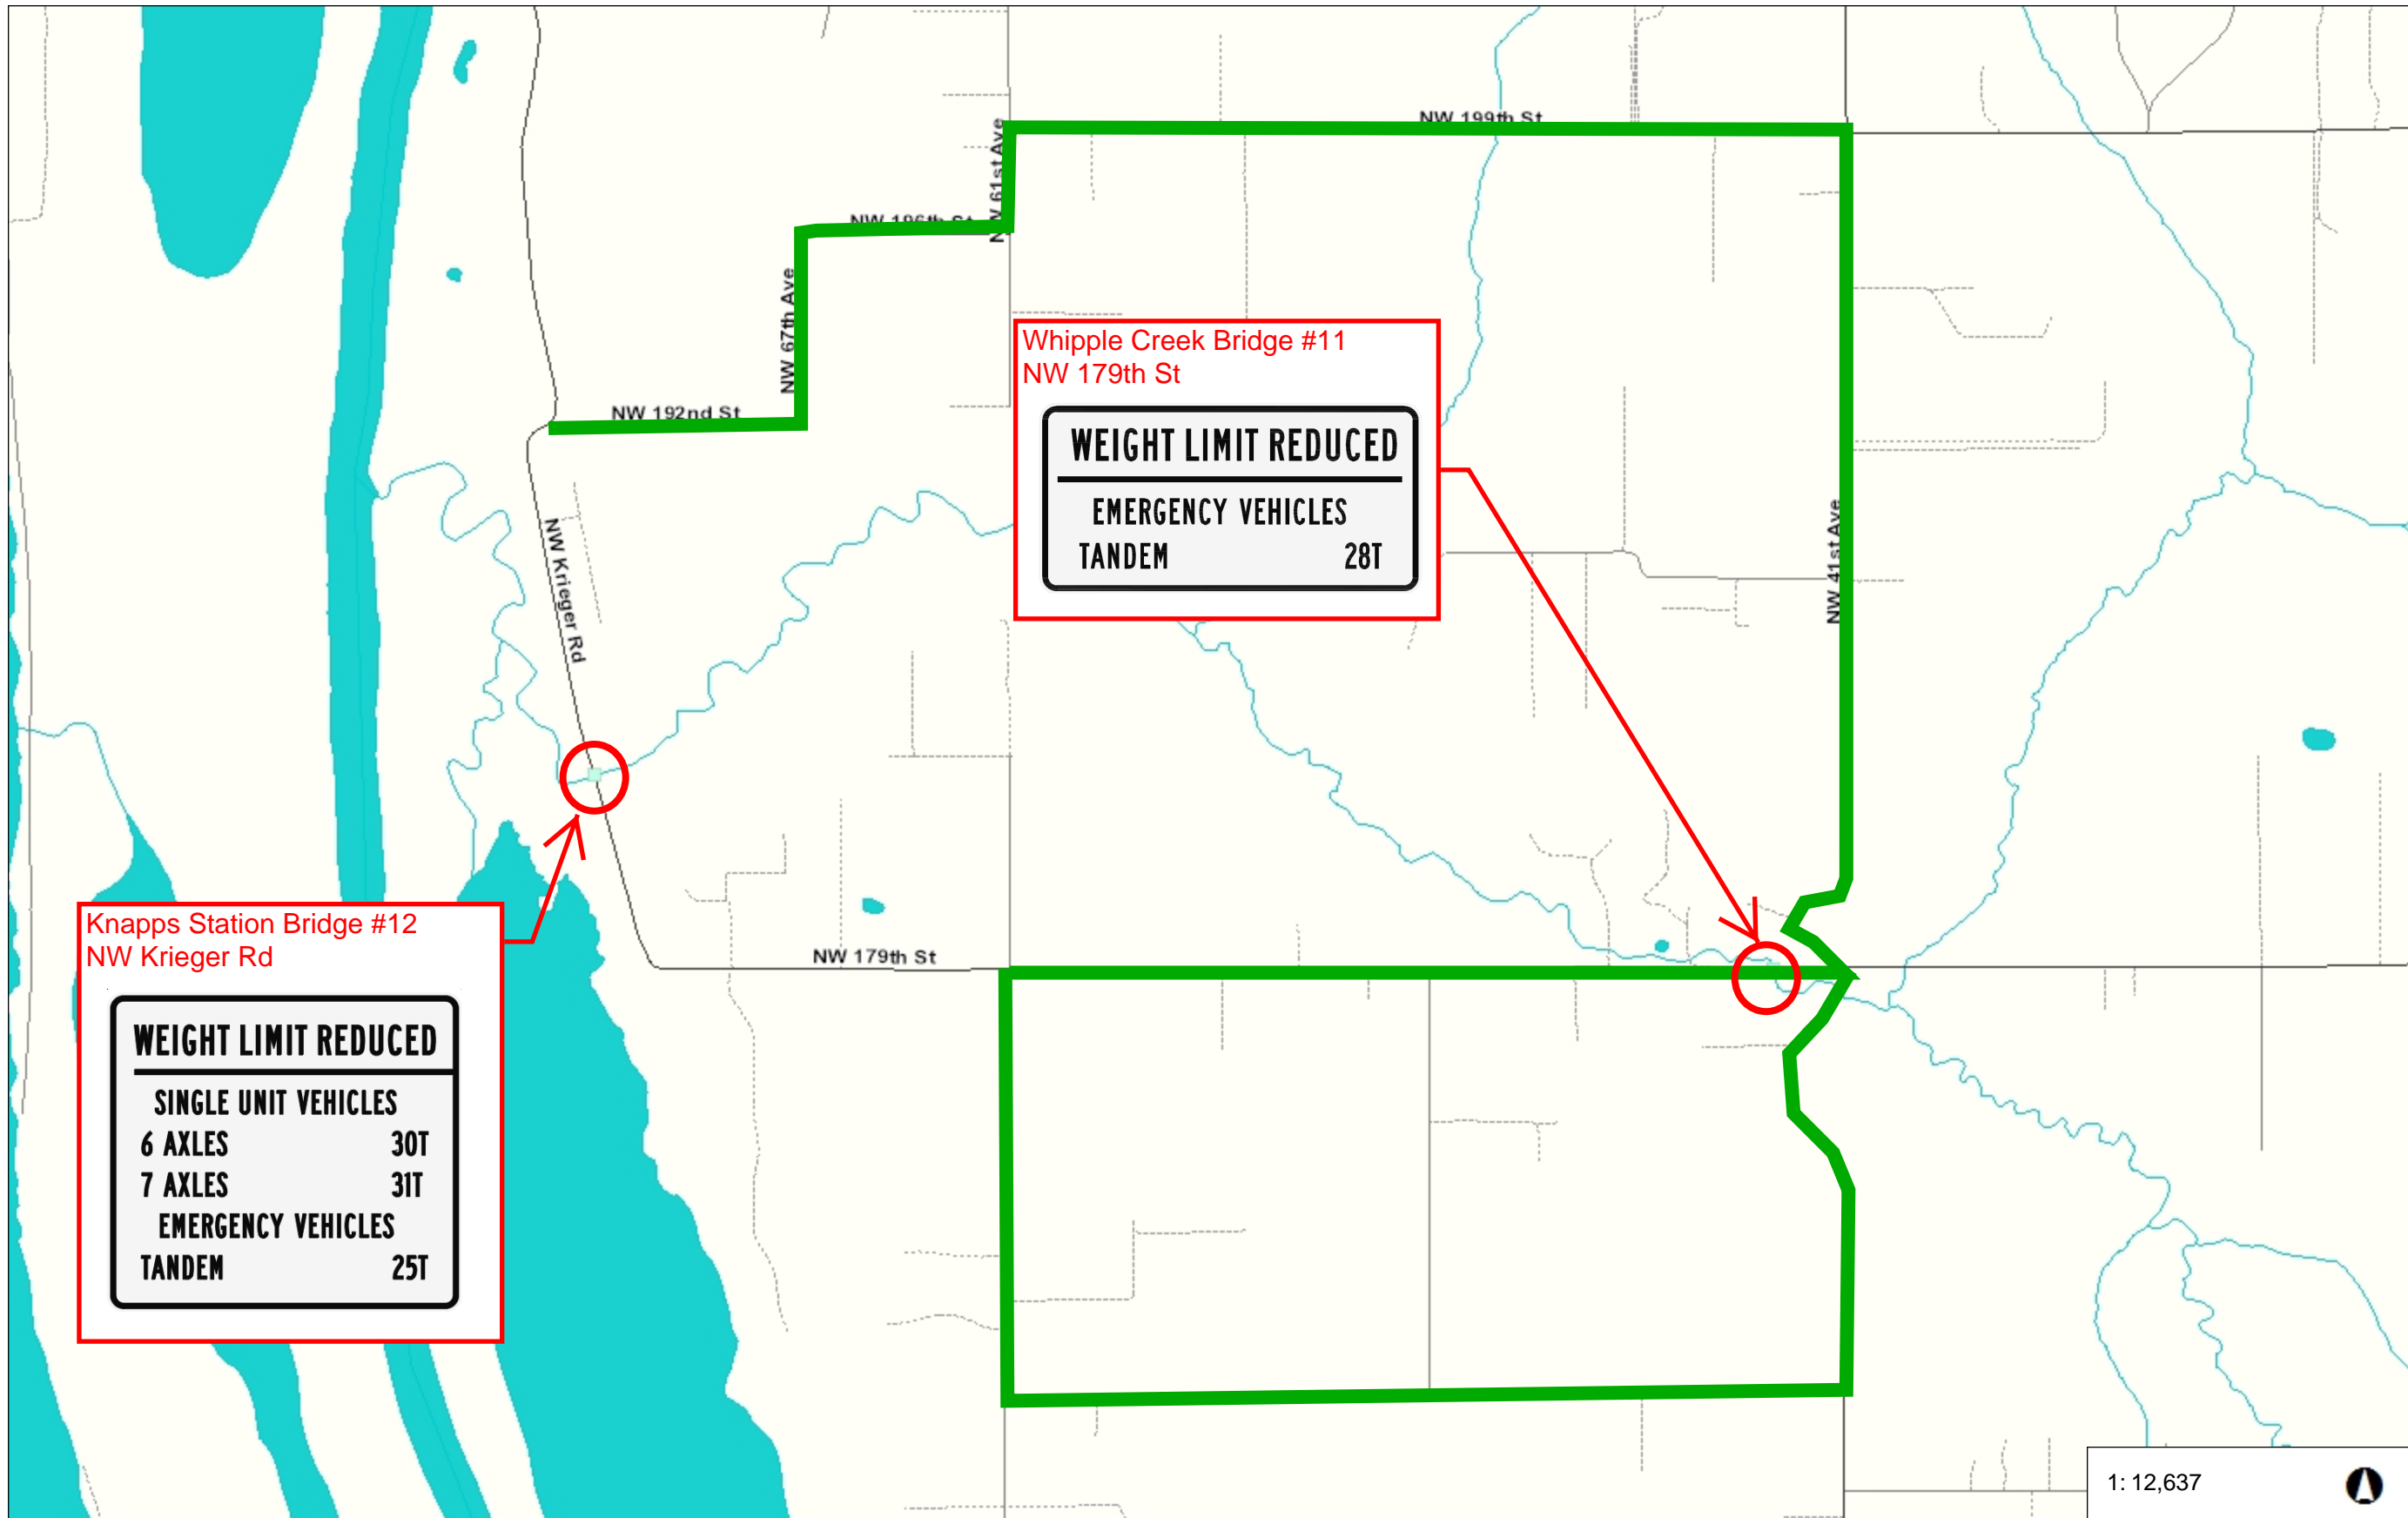 NW 199th St
NW 61st Ave
NW 196th St
NW 67th Ave
NW 192nd St
Whipple Creek Bridge #11
NW 179th St
WEIGHT LIMIT REDUCED
EMERGENCY VEHICLES
TANDEM 28T
NW 41st Ave
NW Krieger Rd
Knapps Station Bridge #12
NW Krieger Rd
WEIGHT LIMIT REDUCED
SINGLE UNIT VEHICLES
6 AXLES 30T
7 AXLES 31T
EMERGENCY VEHICLES
TANDEM 25T
NW 179th St
1: 12,637